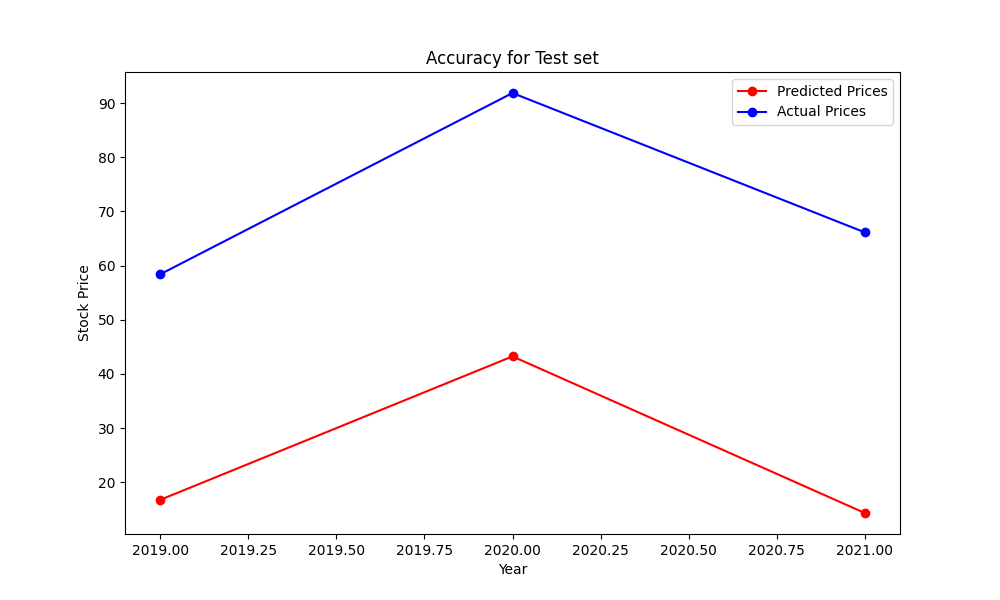 Accuracy for Test set
Predicted Prices
Actual Prices
Stock Price
90
80
70
60
50
40
30
20
2019.00 2019.25 2019.50 2019.75 2020.00 2020.25 2020.50 2020.75 2021.00
Year